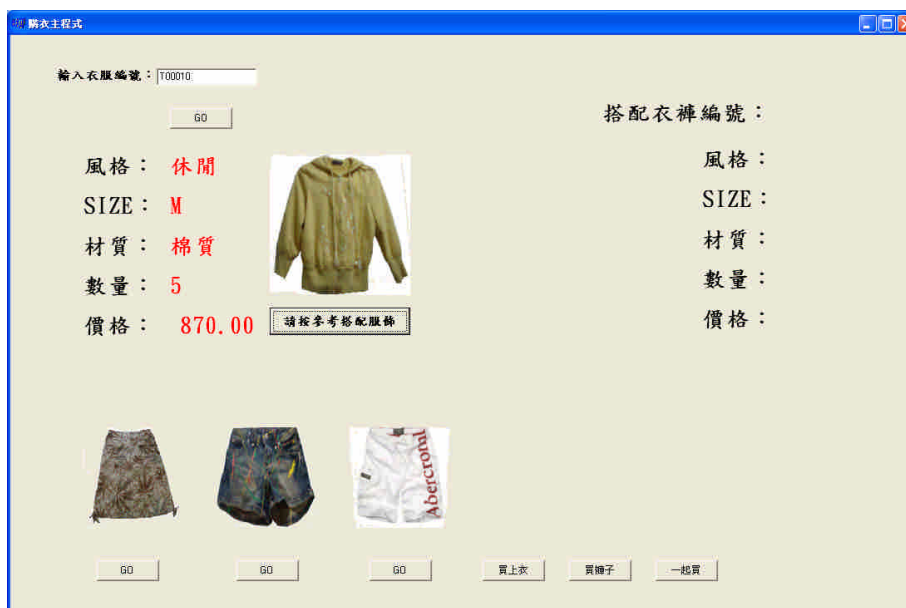 購衣主程式
輸入衣服編號：T00010
GO
風格： 休閒
SIZE： M
材質： 棉質
數量： 5
價格： 870.00
請按參考搭配服飾
搭配衣褲編號：
風格：
SIZE：
材質：
數量：
價格：
Abercromi
GO
GO
GO
買上衣
買褲子
一起買